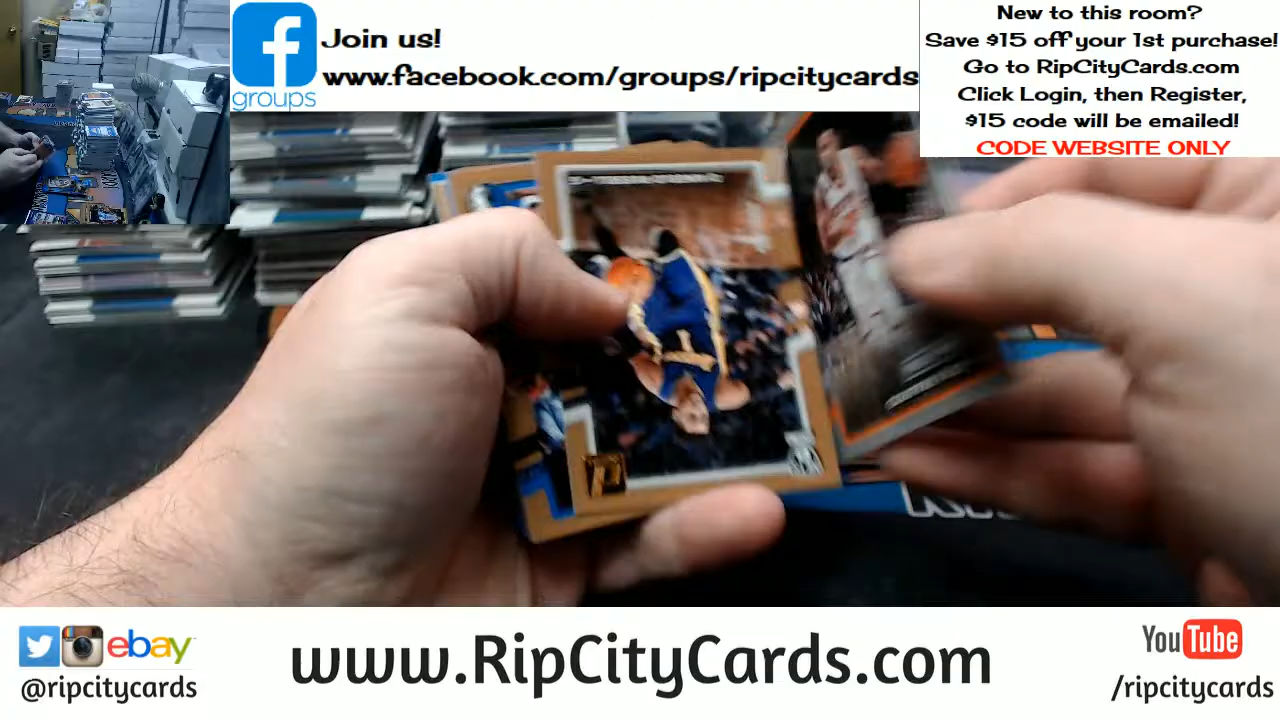 Join us!
www.facebook.com/groups/ripcitycards
groups
New to this room?
Save $15 off your 1st purchase!
Go to RipCityCards.com
Click Login, then Register,
$15 code will be emailed!
CODE WEBSITE ONLY
ebay
@ripcitycards
www.RipCityCards.com
YouTube
/ripcitycards